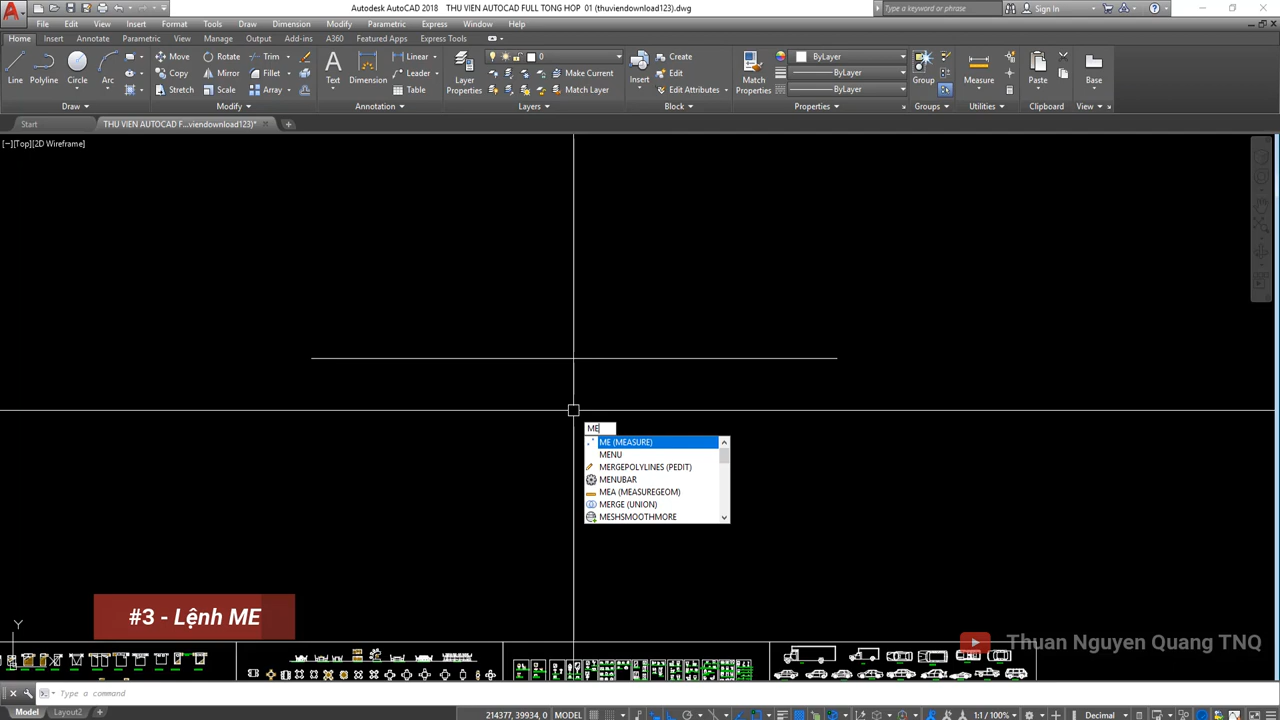 Autodesk AutoCAD 2018 THU VIEN AUTOCAD FULL TONG HOP 01 (thuviendownload123).dwg
Type a keyword or phrase
Sign In
File Edit View Insert Format Tools Draw Dimension Modify Parametric Express Window Help
Home Insert Annotate Parametric View Manage Output Add-ins A360 Featured Apps Express Tools
Line
Polyline
Circle
Arc
Move Rotate Trim
Copy Mirror Fillet
Stretch Scale Array
Text
Dimension
Linear
Leader
Table
Layer
Properties
0
Make Current
Match Layer
Insert
Create
Edit
Edit Attributes
Match
Properties
ByLayer
ByLayer
ByLayer
Group
Measure
Paste
Base
Draw Modify Annotation Layers Block Properties Groups Utilities Clipboard View
Start THU VIEN AUTOCAD F...viendownload123)*
[−][Top][2D Wireframe]
ME
ME (MEASURE)
MENU
MERGEPOLYLINES (PEDIT)
MENUBAR
MEA (MEASUREGEOM)
MERGE (UNION)
MESHSMOOTHMORE
#3 - Lệnh ME
Y
Thuan Nguyen Quang TNQ
Type a command
Model Layout2
214377, 39934, 0 MODEL
1:1 / 100%
Decimal